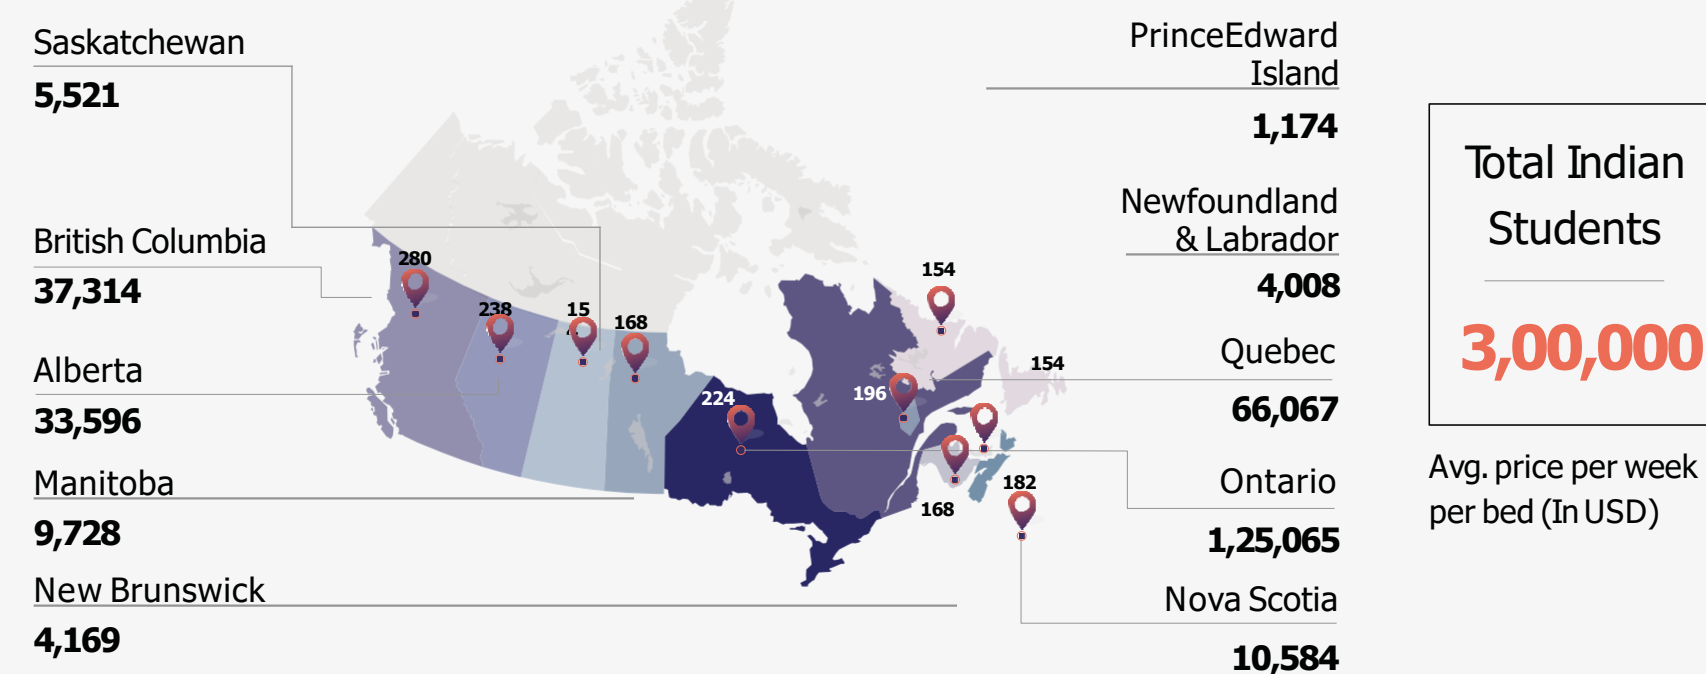 Saskatchewan
5,521
British Columbia
37,314
Alberta
33,596
Manitoba
9,728
New Brunswick
4,169
280
238
15
168
224
196
154
154
168
182
PrinceEdward
Island
1,174
Newfoundland
& Labrador
4,008
Quebec
66,067
Ontario
1,25,065
Nova Scotia
10,584
Total Indian
Students
3,00,000
Avg. price per week
per bed (In USD)